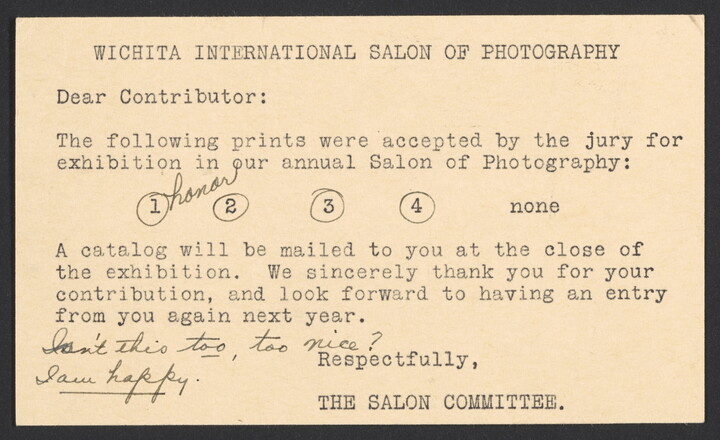 WICHITA INTERNATIONAL SALON OF PHOTOGRAPHY
Dear Contributor:
The following prints were accepted by the jury for
exhibition in our annual Salon of Photography:
honor
1 2 3 4 none
A catalog will be mailed to you at the close of
the exhibition. We sincerely thank you for your
contribution, and look forward to having an entry
from you again next year.
Isn't this too, too nice?
I am happy.
Respectfully,
THE SALON COMMITTEE.